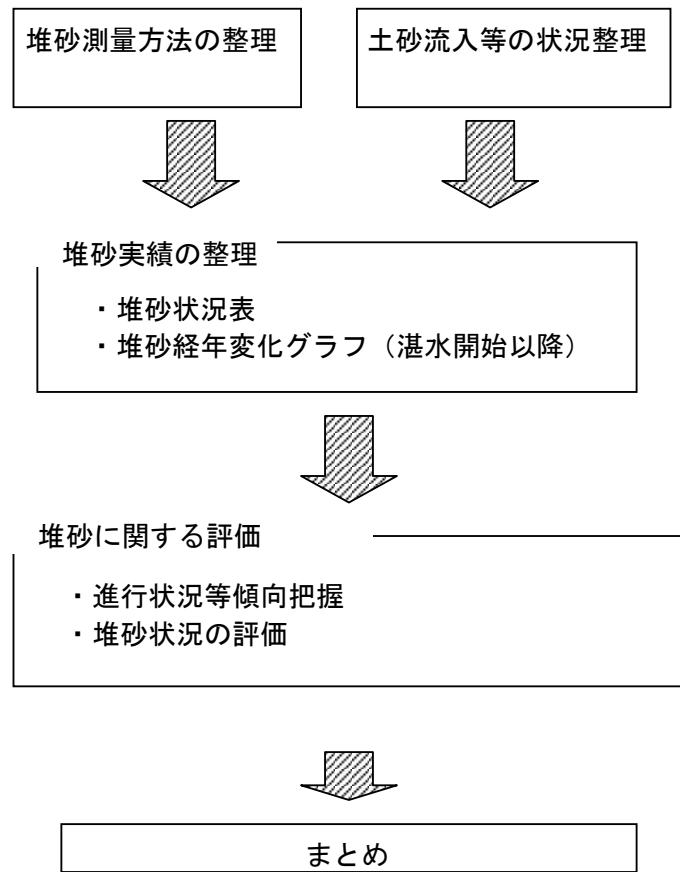 堆砂測量方法の整理
土砂流入等の状況整理
堆砂実績の整理
・堆砂状況表
・堆砂経年変化グラフ（湛水開始以降）
堆砂に関する評価
・進行状況等傾向把握
・堆砂状況の評価
まとめ